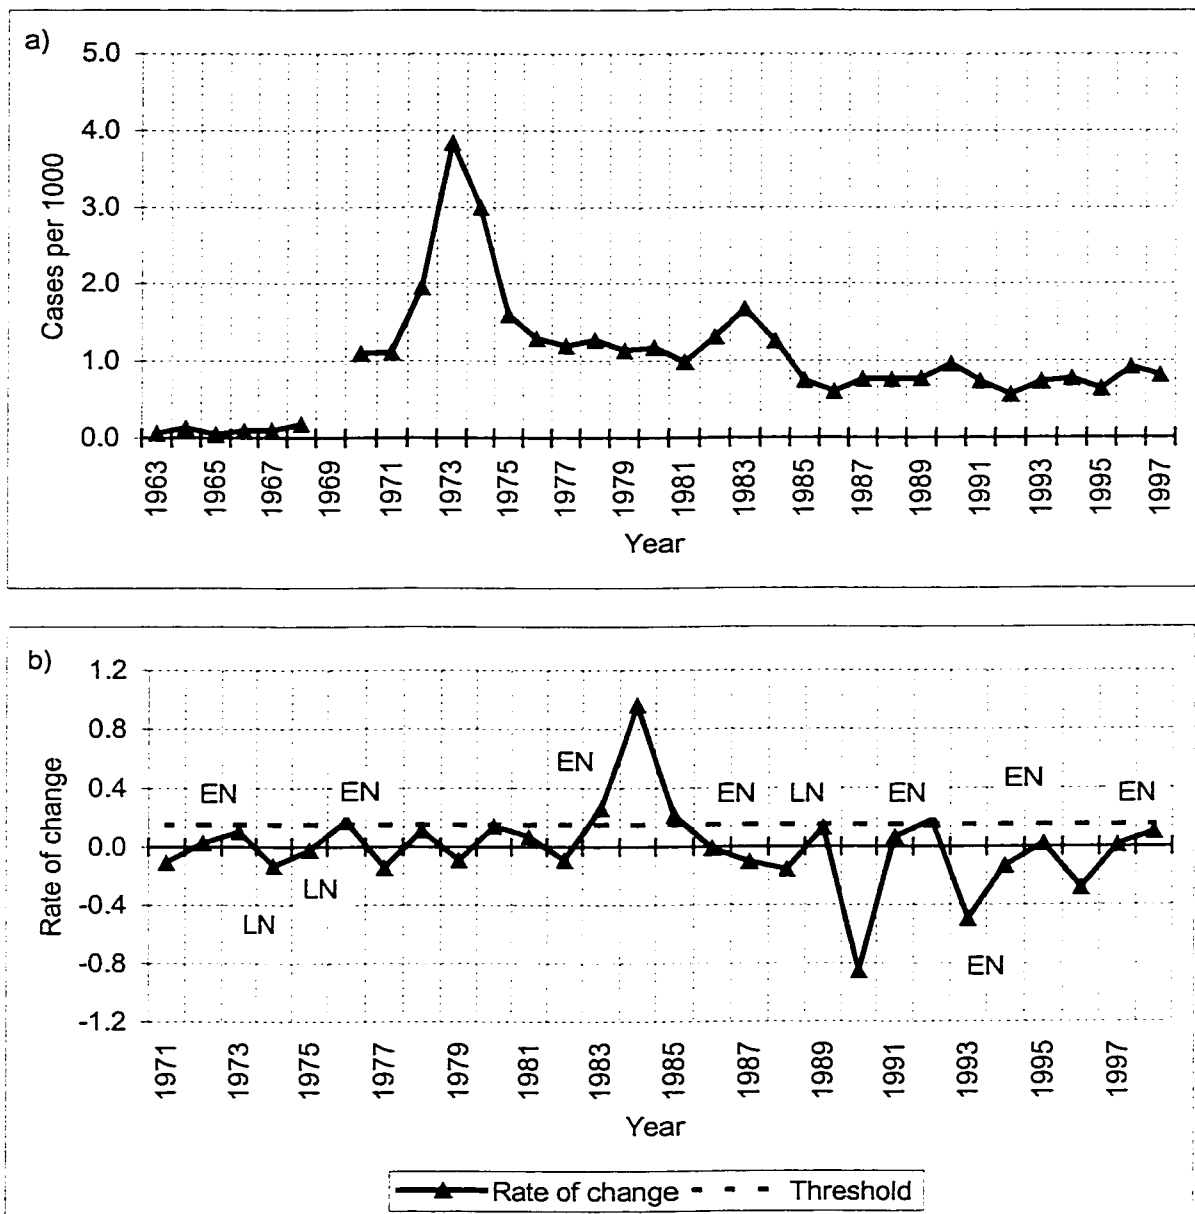 a)
5.0
4.0
3.0
2.0
1.0
0.0
Cases per 1000
1963 1965 1967 1969 1971 1973 1975 1977 1979 1981 1983 1985 1987 1989 1991 1993 1995 1997
Year
b)
1.2
0.8
0.4
0.0
-0.4
-0.8
-1.2
Rate of change
EN EN EN EN LN EN EN EN
LN LN EN
1971 1973 1975 1977 1979 1981 1983 1985 1987 1989 1991 1993 1995 1997
Year
Rate of change Threshold